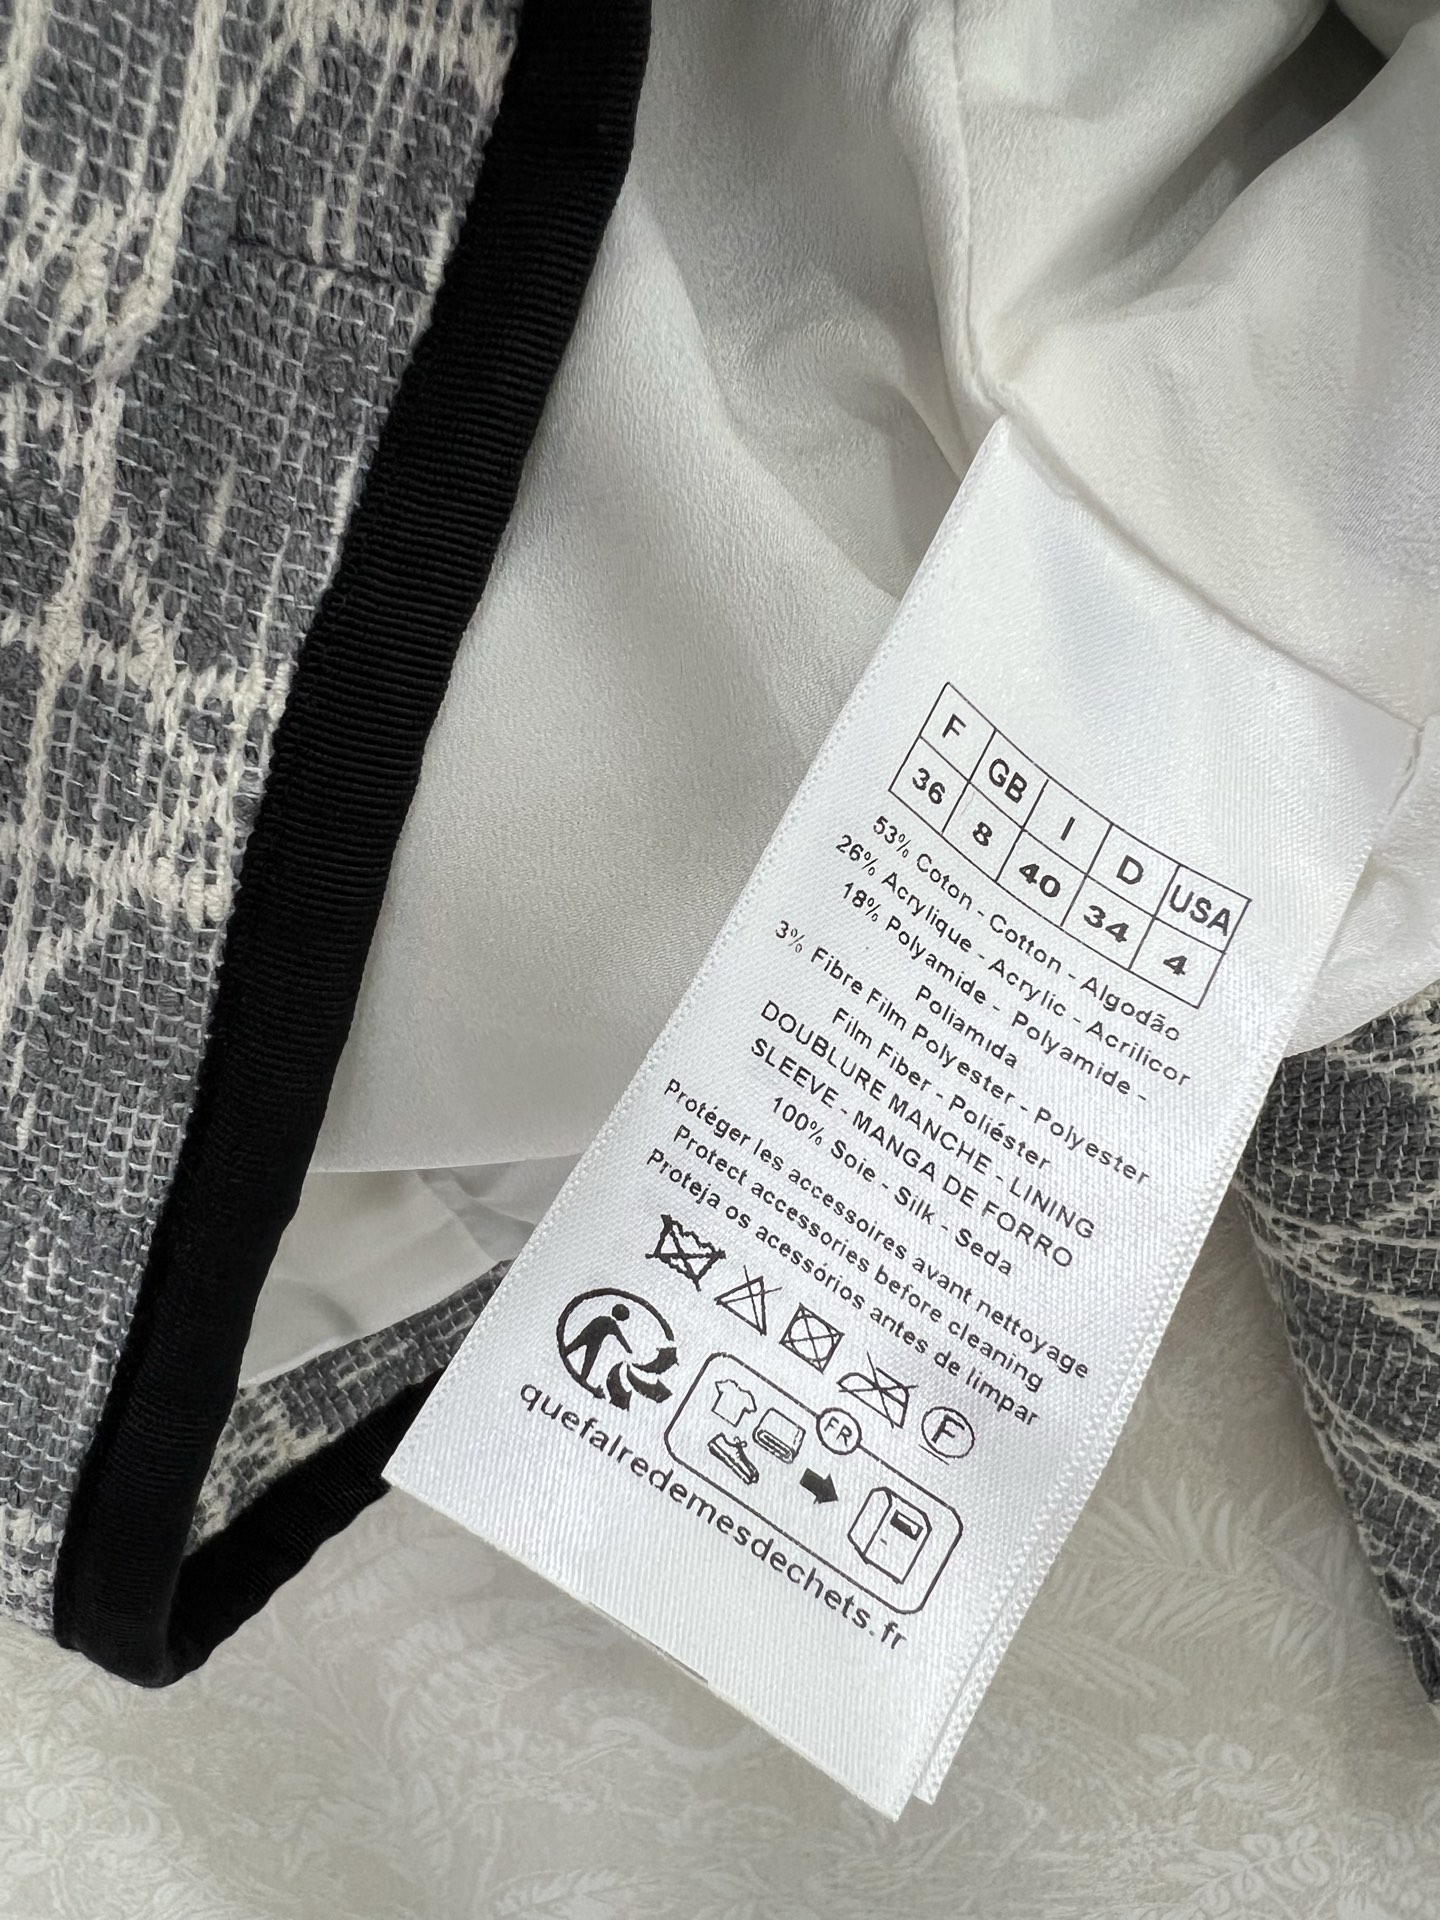 F GB I D USA
36 8 40 34 4
53% Coton - Cotton - Algodão
26% Acrylique - Acrylic - Acrilicor
18% Polyamide - Polyamide -
Poliamida
3% Fibre Film Polyester - Polyester
Film Fiber - Poliéster
DOUBLURE MANCHE - LINING
SLEEVE - MANGA DE FORRO
100% Soie - Silk - Seda
Protéger les accessoires avant nettoyage
Protect accessories before cleaning
Proteja os acessórios antes de limpar
F
FR
quefairedemesdechets.fr